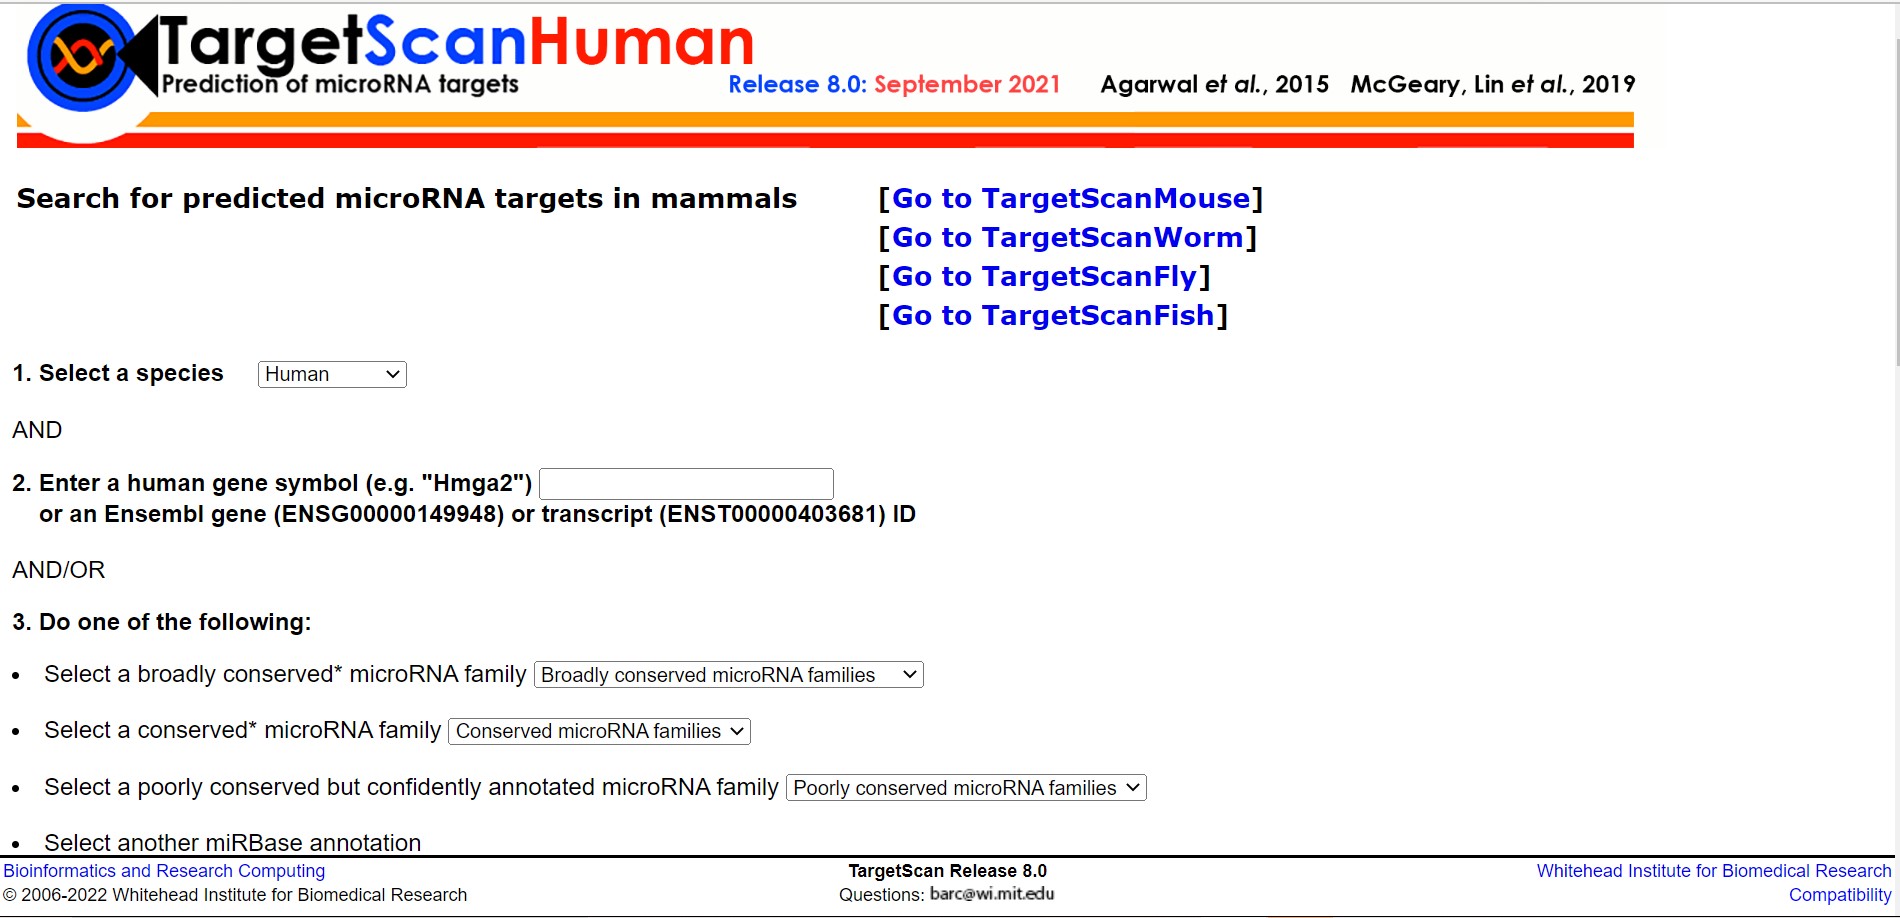 TargetScanHuman
Prediction of microRNA targets
Release 8.0: September 2021 Agarwal et al., 2015 McGeary, Lin et al., 2019
Search for predicted microRNA targets in mammals
[Go to TargetScanMouse]
[Go to TargetScanWorm]
[Go to TargetScanFly]
[Go to TargetScanFish]
1. Select a species Human
AND
2. Enter a human gene symbol (e.g. "Hmga2")
or an Ensembl gene (ENSG00000149948) or transcript (ENST00000403681) ID
AND/OR
3. Do one of the following:
• Select a broadly conserved* microRNA family Broadly conserved microRNA families
• Select a conserved* microRNA family Conserved microRNA families
• Select a poorly conserved but confidently annotated microRNA family Poorly conserved microRNA families
• Select another miRBase annotation
Bioinformatics and Research Computing
© 2006-2022 Whitehead Institute for Biomedical Research
TargetScan Release 8.0
Questions: barc@wi.mit.edu
Whitehead Institute for Biomedical Research
Compatibility